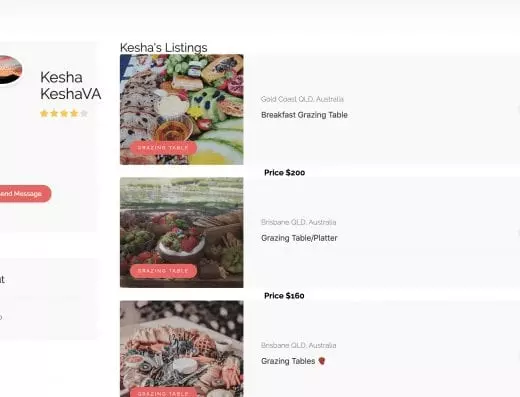 Kesha's Listings
Kesha
KeshaVA
Send Message
Gold Coast QLD, Australia
Breakfast Grazing Table
GRAZING TABLE
Price $200
Brisbane QLD, Australia
Grazing Table/Platter
GRAZING TABLE
Price $160
Brisbane QLD, Australia
Grazing Tables
GRAZING TABLE